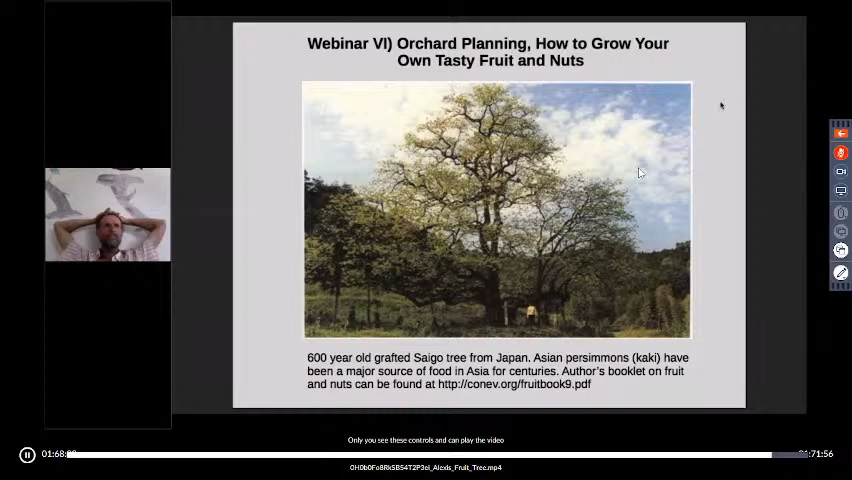 Webinar VI) Orchard Planning, How to Grow Your
Own Tasty Fruit and Nuts
600 year old grafted Saigo tree from Japan. Asian persimmons (kaki) have
been a major source of food in Asia for centuries. Author's booklet on fruit
and nuts can be found at http://conev.org/fruitbook9.pdf
Only you see these controls and can play the video